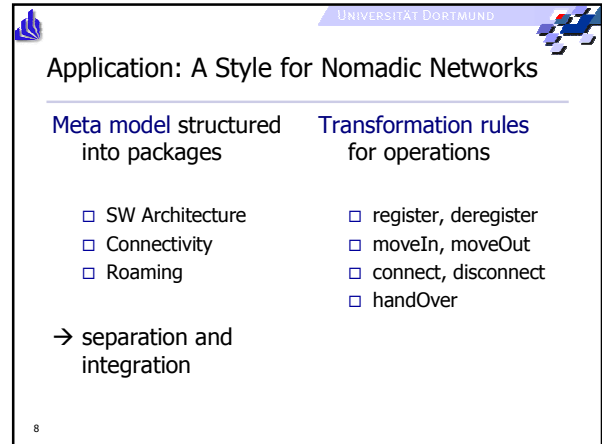 UNIVERSITÄT DORTMUND
Application: A Style for Nomadic Networks
Meta model structured
into packages
□ SW Architecture
□ Connectivity
□ Roaming
→ separation and
integration
Transformation rules
for operations
□ register, deregister
□ moveIn, moveOut
□ connect, disconnect
□ handOver
8